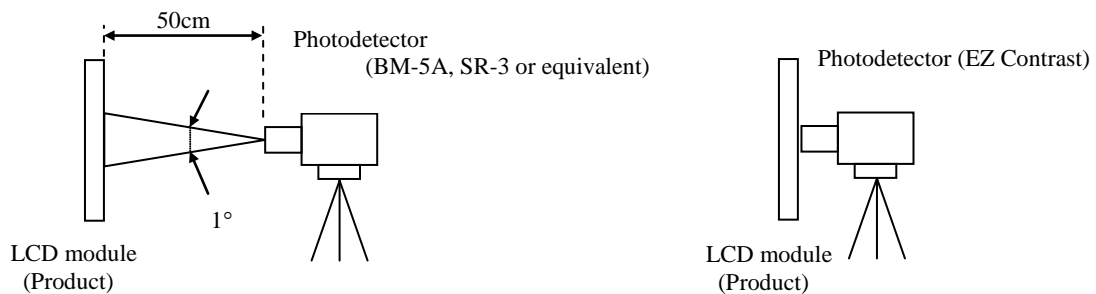 50cm
Photodetector
(BM-5A, SR-3 or equivalent)
1°
LCD module
(Product)
Photodetector (EZ Contrast)
LCD module
(Product)